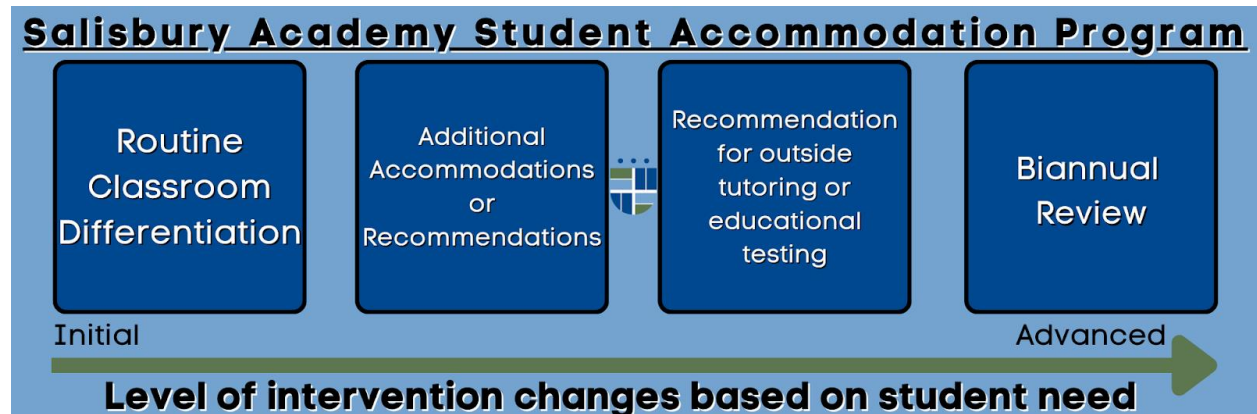 Salisbury Academy Student Accommodation Program
Routine
Classroom
Differentiation
Additional
Accommodations
or
Recommendations
Recommendation
for outside
tutoring or
educational
testing
Biannual
Review
Initial
Advanced
Level of intervention changes based on student need